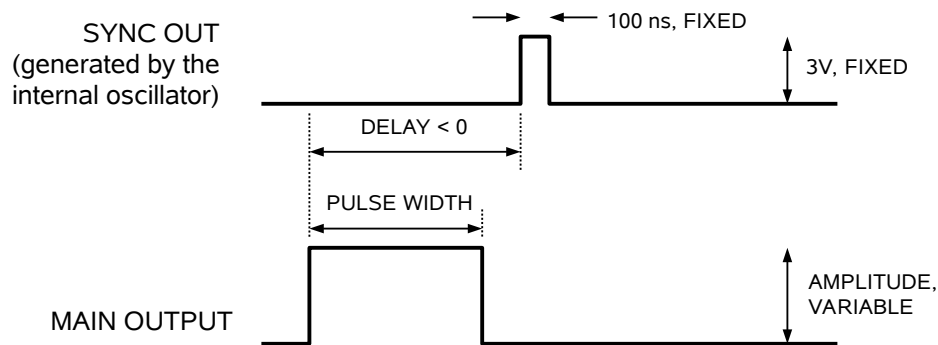 SYNC OUT
(generated by the
internal oscillator)
100 ns, FIXED
3V, FIXED
DELAY < 0
PULSE WIDTH
MAIN OUTPUT
AMPLITUDE,
VARIABLE